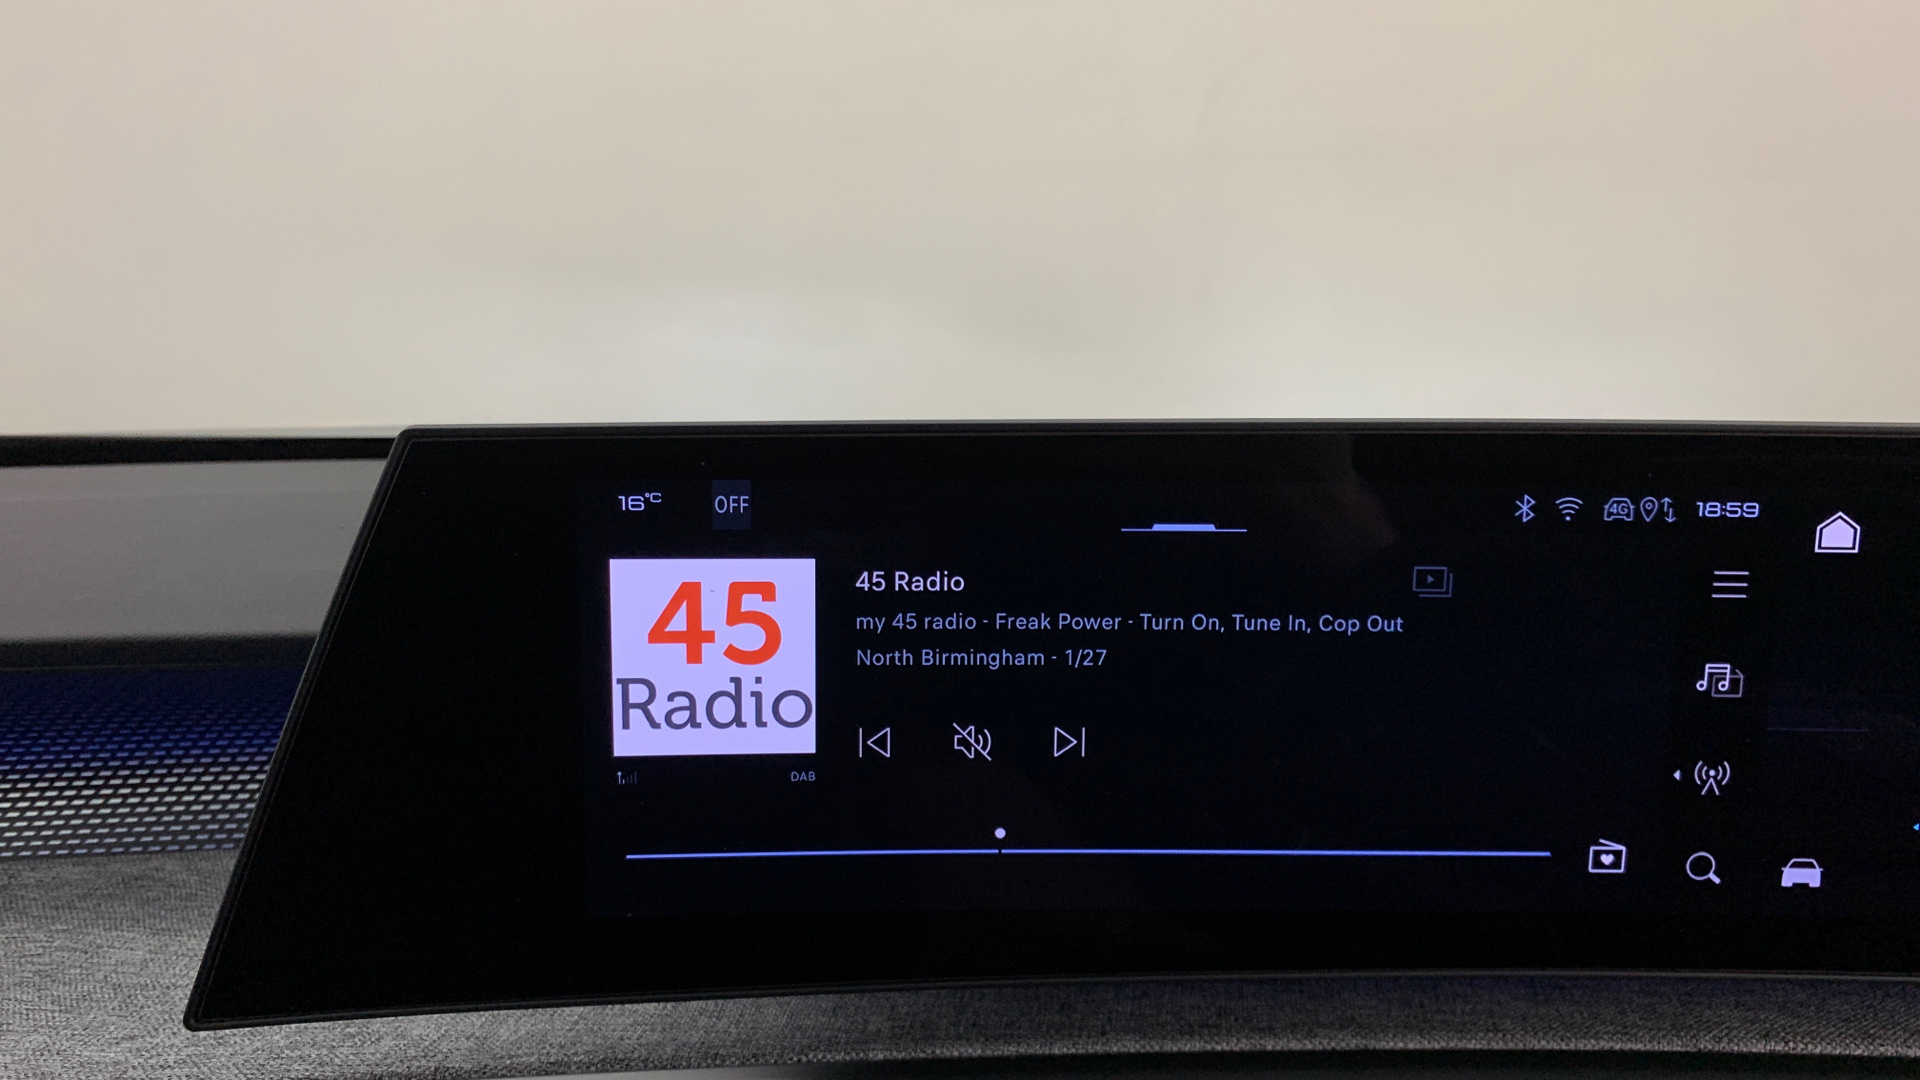 16°C OFF
4G 18:59
45
Radio
45 Radio
my 45 radio - Freak Power - Turn On, Tune In, Cop Out
North Birmingham - 1/27
DAB